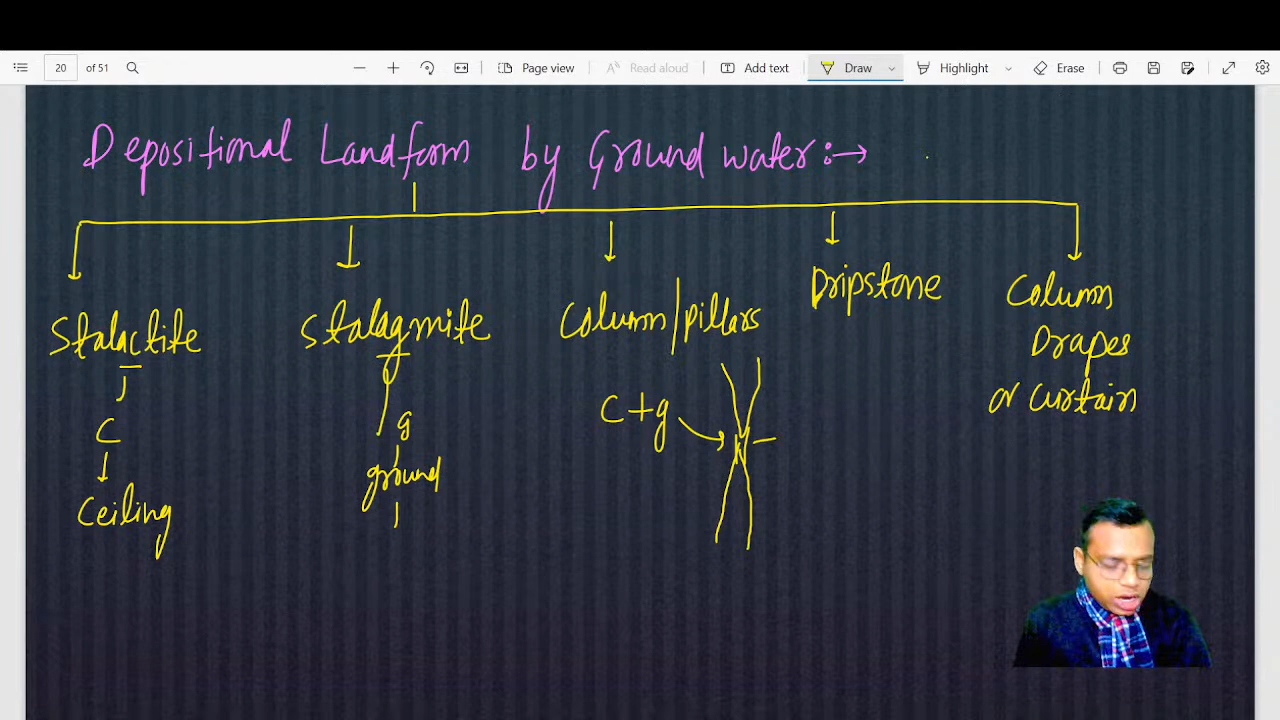 20 of 51
Page view
Read aloud
Add text
Draw
Highlight
Erase
Depositional Landform by Ground water :→
Stalactite
C
Ceiling
Stalagmite
g
ground
Column/pillars
C+g
Dripstone
Column
Drapes
or Curtain